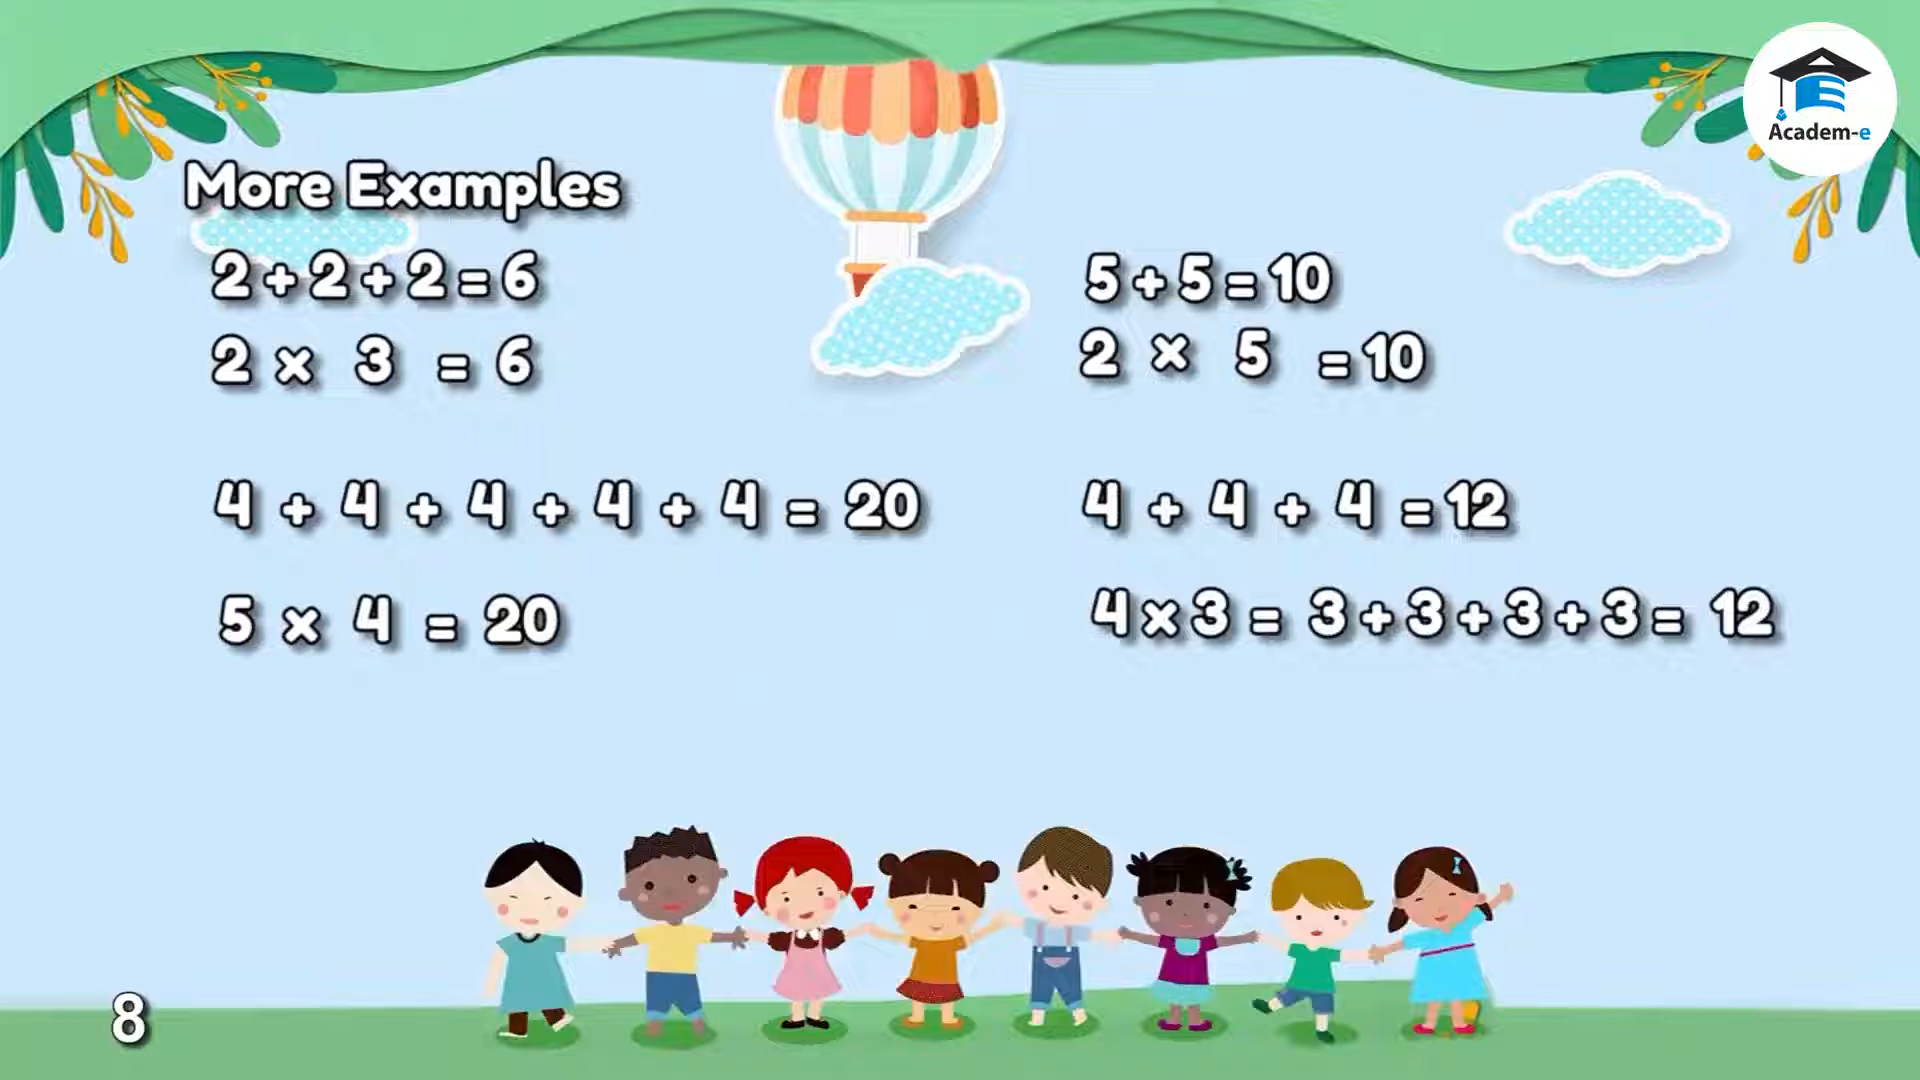 Academ-e
More Examples
2 + 2 + 2 = 6
2 × 3 = 6
5 + 5 = 10
2 × 5 = 10
4 + 4 + 4 + 4 + 4 = 20
5 × 4 = 20
4 + 4 + 4 = 12
4 × 3 = 3 + 3 + 3 + 3 = 12
8